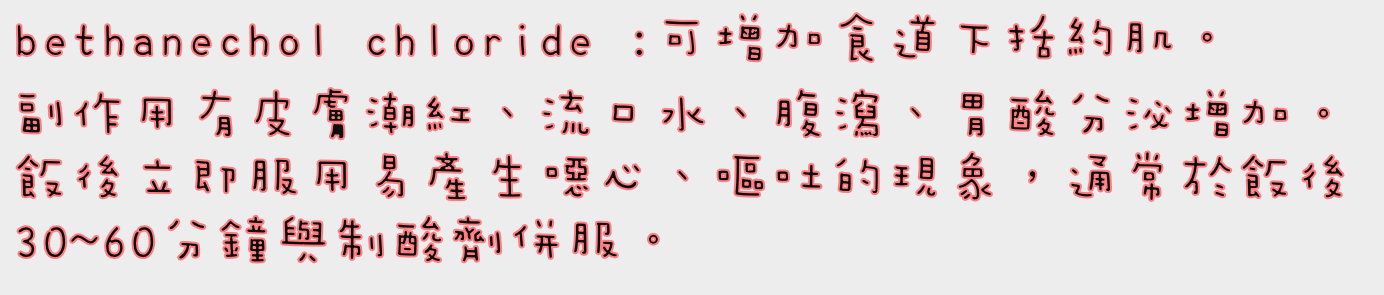 bethanechol chloride :可增加食道下括約肌。
副作用有皮膚潮紅、流口水、腹瀉、胃酸分泌增加。
飯後立即服用易產生噁心、嘔吐的現象，通常於飯後
30~60分鐘與制酸劑併服。